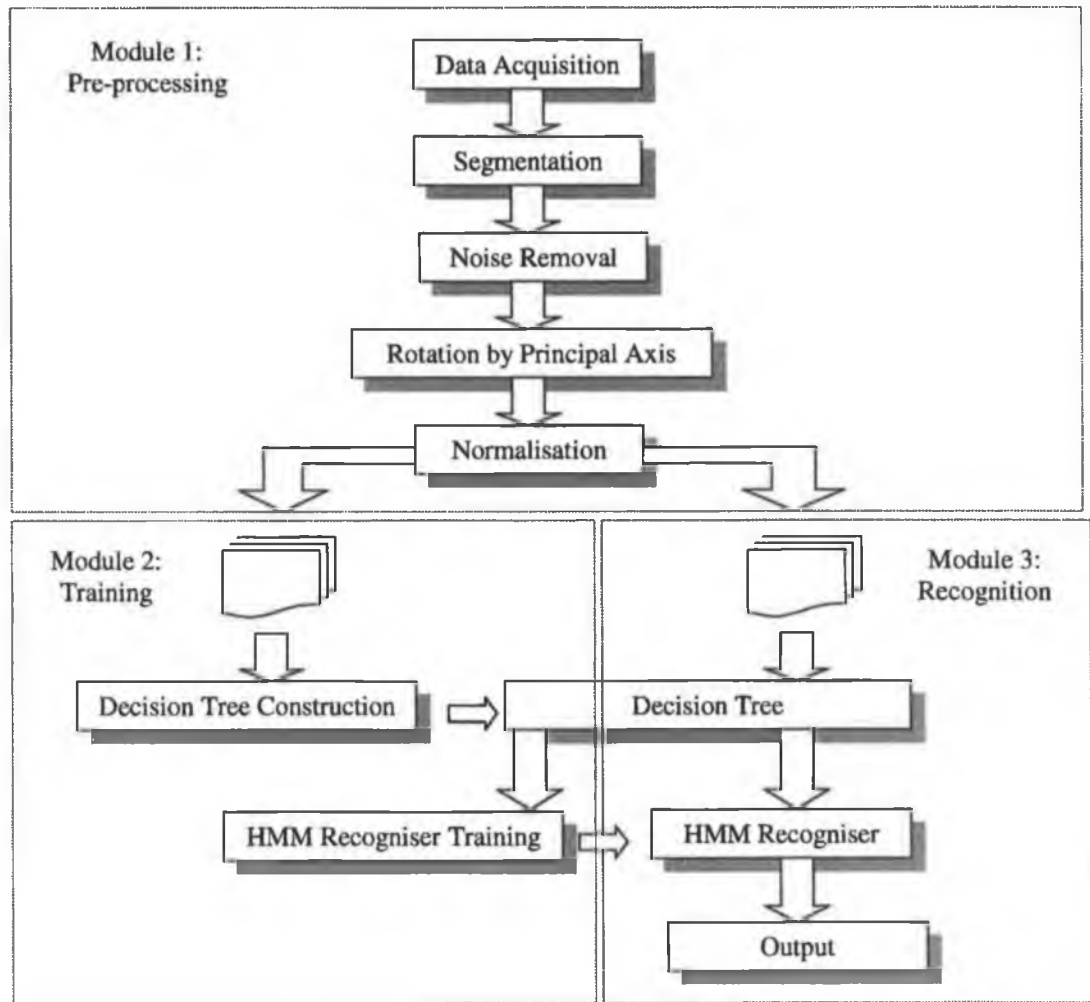 Module 1:
Pre-processing
Data Acquisition
Segmentation
Noise Removal
Rotation by Principal Axis
Normalisation
Module 2:
Training
Module 3:
Recognition
Decision Tree Construction
Decision Tree
HMM Recogniser Training
HMM Recogniser
Output